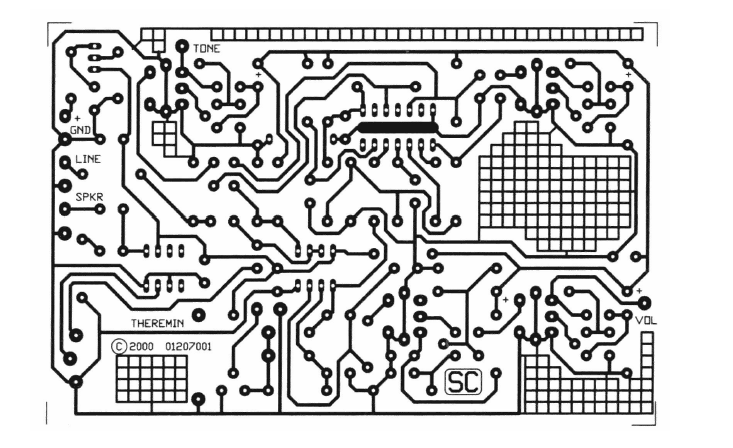 TONE
+
+
+
GND
LINE
SPKR
+
+
THEREMIN
VOL
©2000 01207001
SC